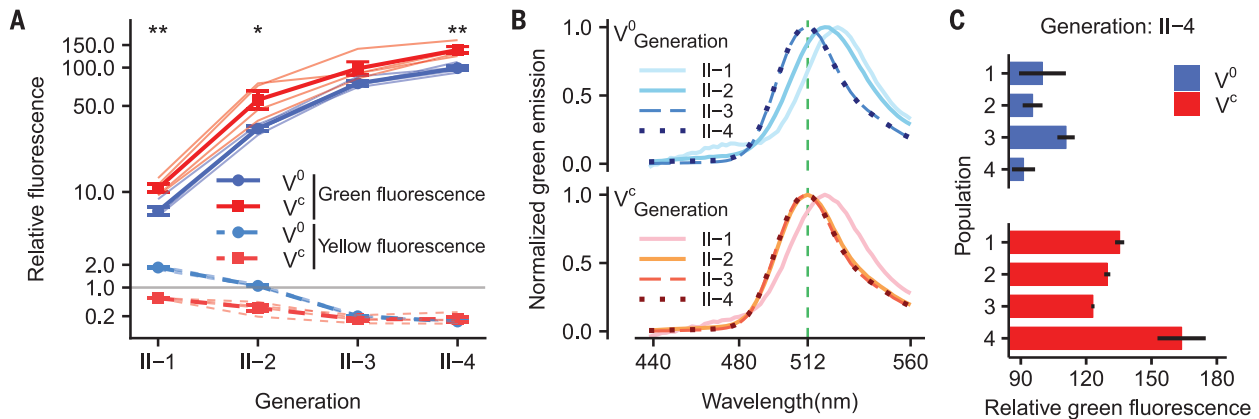 A
** * **
Relative fluorescence
150.0
100.0
50.0
10.0
2.0
1.0
0.2
V⁰
Vᶜ
Green fluorescence
V⁰
Vᶜ
Yellow fluorescence
II−1 II−2 II−3 II−4
Generation
B
Normalized green emission
V⁰ Generation
II−1
II−2
II−3
II−4
1.0
0.5
0.0
Vᶜ Generation
II−1
II−2
II−3
II−4
1.0
0.5
0.0
440 480 512 560
Wavelength(nm)
C
Generation: II−4
V⁰
Vᶜ
Population
1
2
3
4
1
2
3
4
90 120 150 180
Relative green fluorescence